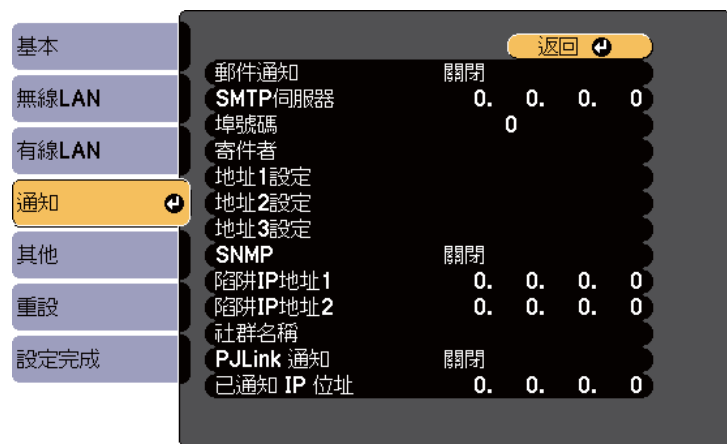 基本
無線LAN
有線LAN
通知
其他
重設
設定完成
返回
郵件通知 關閉
SMTP伺服器 0. 0. 0. 0
埠號碼 0
寄件者
地址1設定
地址2設定
地址3設定
SNMP 關閉
陷阱IP地址1 0. 0. 0. 0
陷阱IP地址2 0. 0. 0. 0
社群名稱
PJLink 通知 關閉
已通知 IP 位址 0. 0. 0. 0